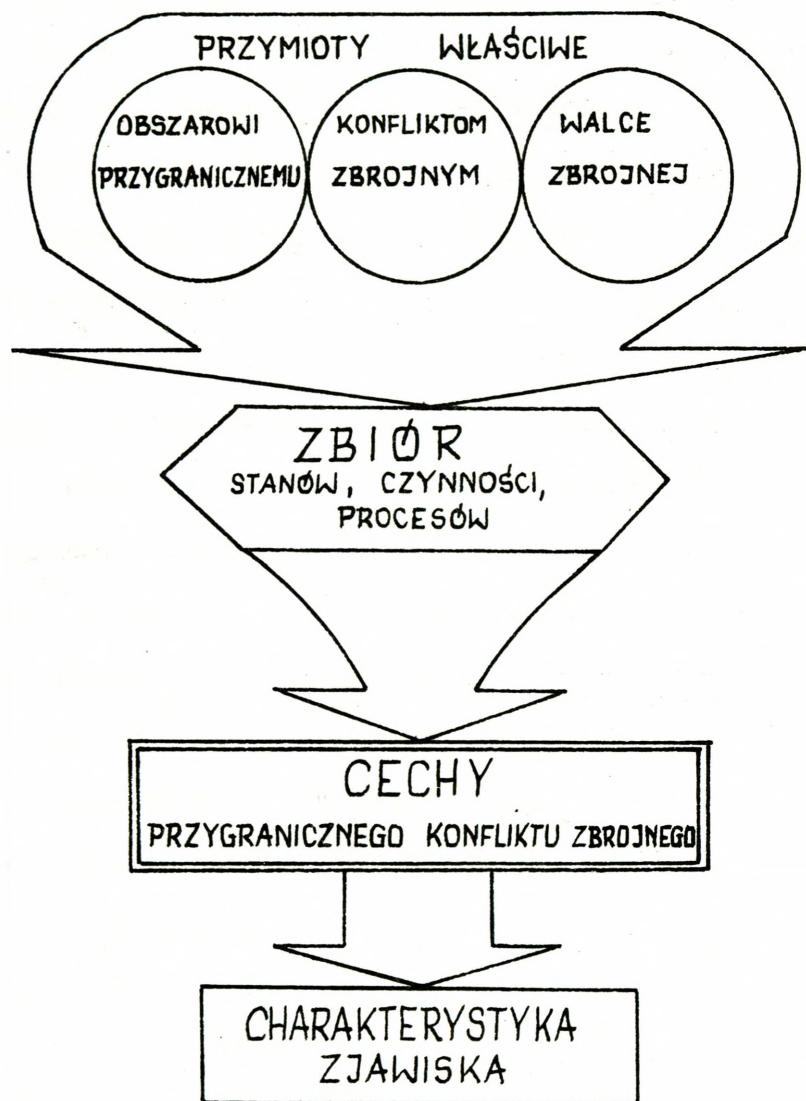 PRZYMIOTY WŁAŚCIWE
OBSZAROWI
PRZYGRANICZNEMU
KONFLIKTOM
ZBROJNYM
WALCE
ZBROJNEJ
ZBIÓR
STANÓW, CZYNNOŚCI,
PROCESÓW
CECHY
PRZYGRANICZNEGO KONFLIKTU ZBROJNEGO
CHARAKTERYSTYKA
ZJAWISKA